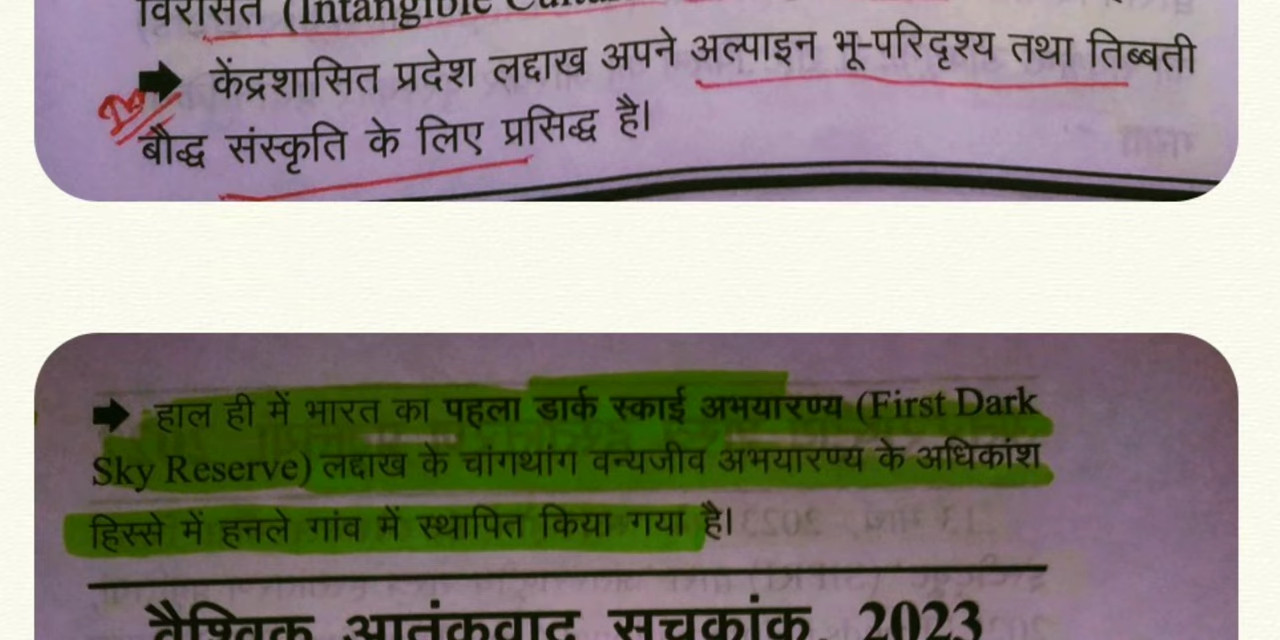 विरासत (Intangible
➡ केंद्रशासित प्रदेश लद्दाख अपने अल्पाइन भू-परिदृश्य तथा तिब्बती
बौद्ध संस्कृति के लिए प्रसिद्ध है।
➡ हाल ही में भारत का पहला डार्क स्काई अभयारण्य (First Dark
Sky Reserve) लद्दाख के चांगथांग वन्यजीव अभयारण्य के अधिकांश
हिस्से में हनले गांव में स्थापित किया गया है।
वैश्विक आतंकवाद सूचकांक, 2023